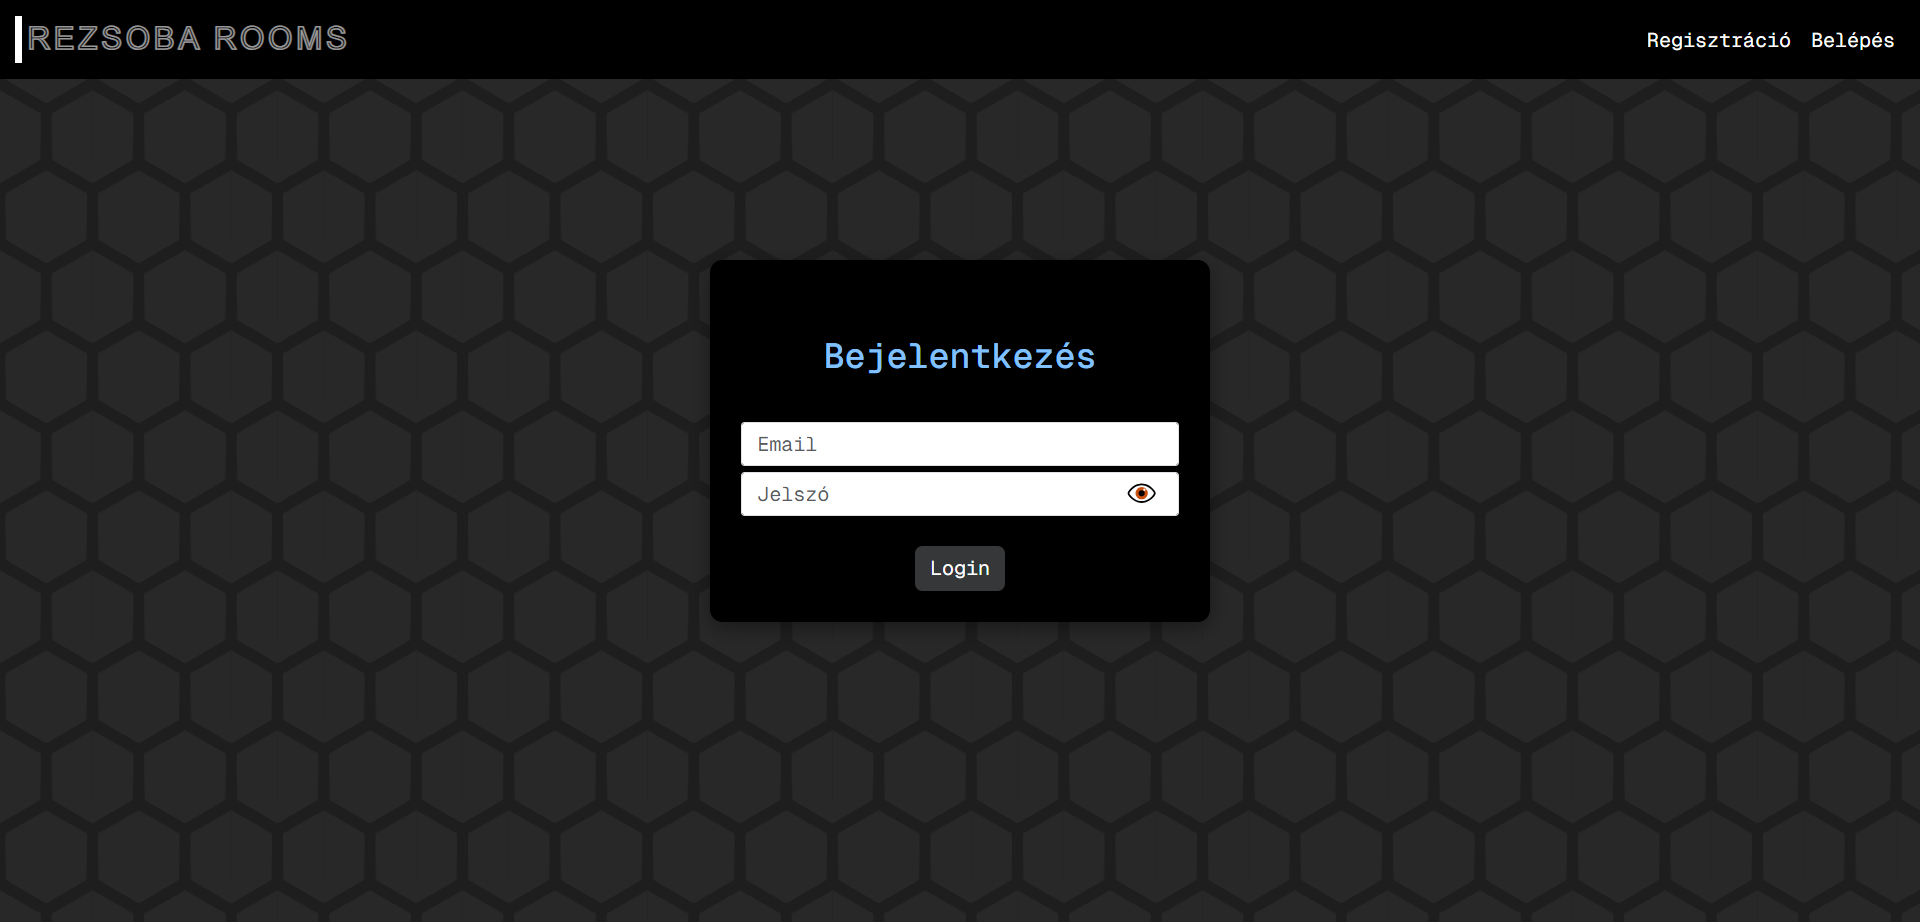 REZSOBA ROOMS
Regisztráció Belépés
Bejelentkezés
Email
Jelszó
Login